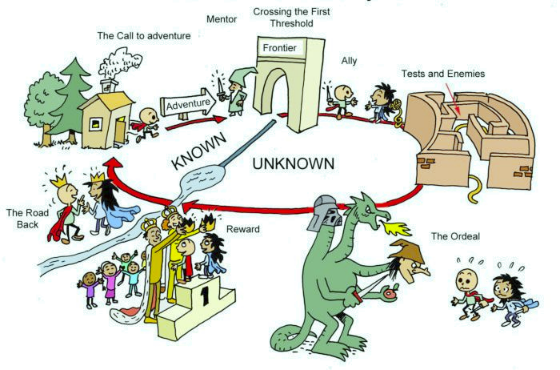 Crossing the First
Threshold
Mentor
The Call to adventure
Frontier
Ally
Tests and Enemies
Adventure
KNOWN
UNKNOWN
The Road
Back
Reward
The Ordeal
1